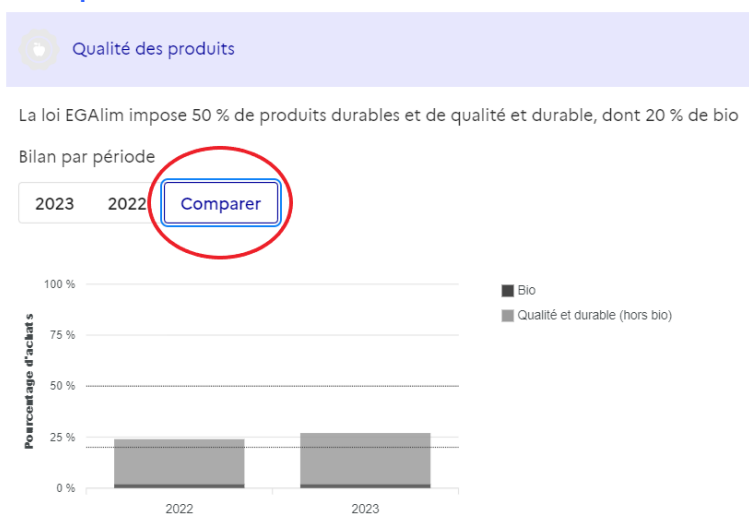 Qualité des produits
La loi EGAlim impose 50 % de produits durables et de qualité et durable, dont 20 % de bio
Bilan par période
2023 2022 Comparer
Pourcentage d'achats
100 %
75 %
50 %
25 %
0 %
2022 2023
Bio
Qualité et durable (hors bio)